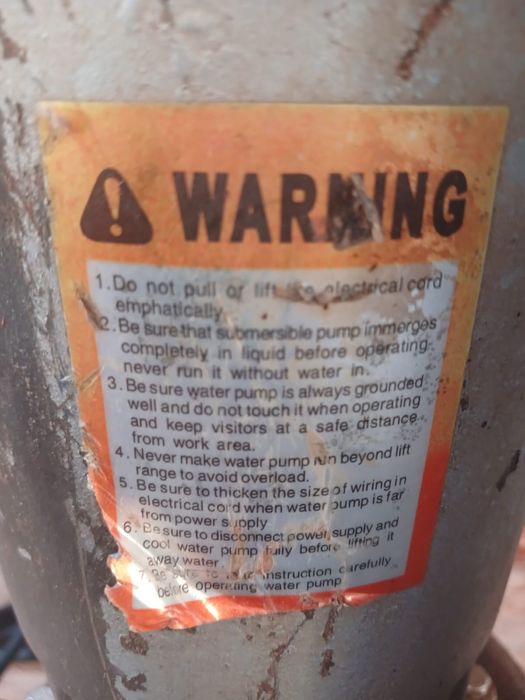 WARNING
1.Do not pull or lift the electrical cord
emphatically.
2.Be sure that submersible pump immerges
completely in liquid before operating,
never run it without water in.
3.Be sure water pump is always grounded
well and do not touch it when operating
and keep visitors at a safe distance
from work area.
4.Never make water pump run beyond lift
range to avoid overload.
5.Be sure to thicken the size of wiring in
electrical cord when water pump is far
from power supply
6.Be sure to disconnect power supply and
cool water pump fully before lifting it
away water.
7.Be sure to instruction carefully
before operating water pump